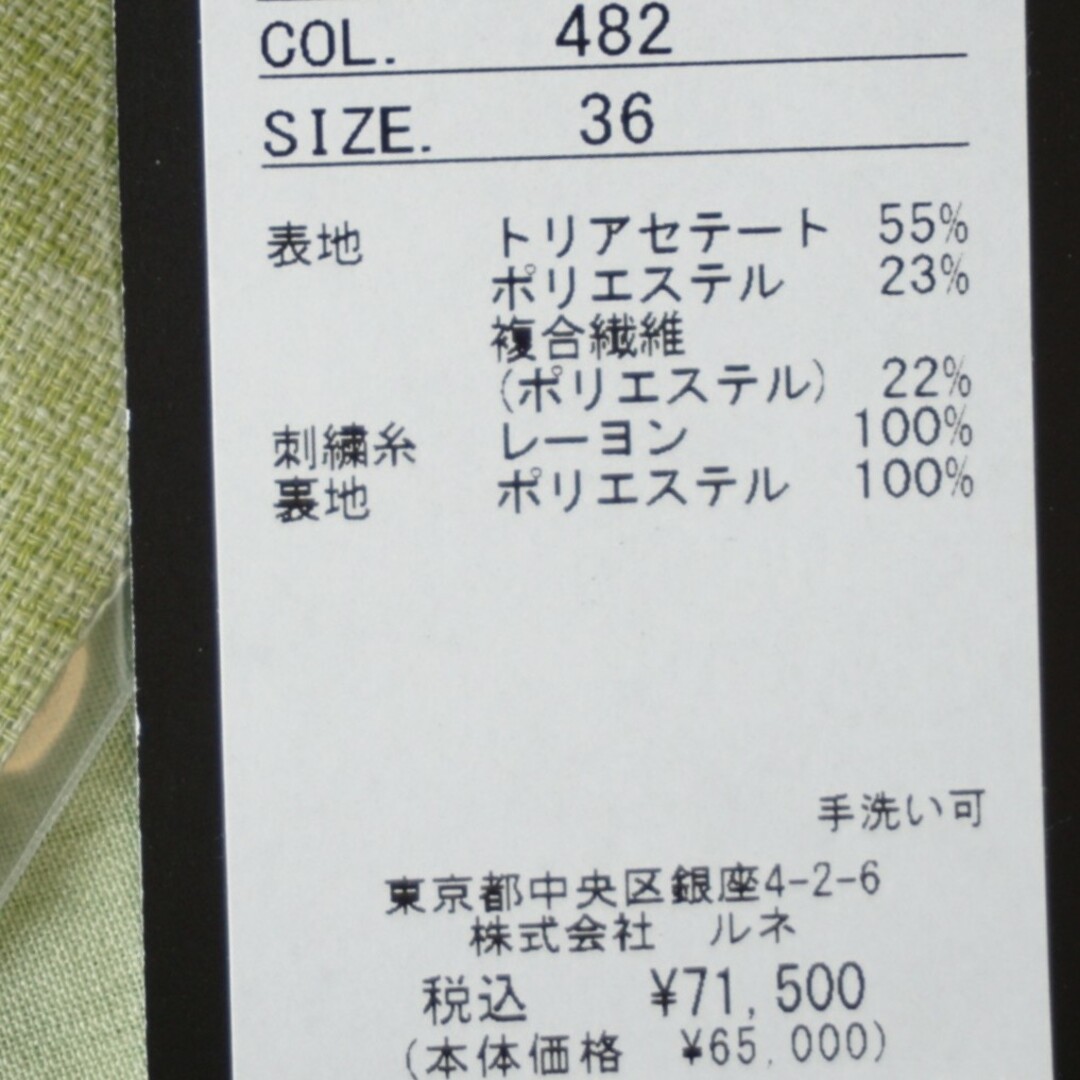 COL. 482
SIZE. 36
表地 トリアセテート 55%
ポリエステル 23%
複合繊維
(ポリエステル) 22%
刺繍糸 レーヨン 100%
裏地 ポリエステル 100%
手洗い可
東京都中央区銀座4-2-6
株式会社 ルネ
税込 ¥71,500
(本体価格 ¥65,000)